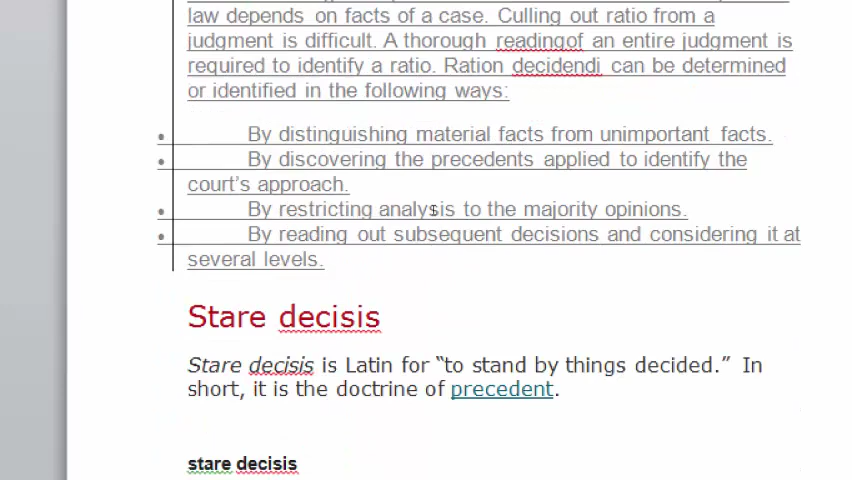 law depends on facts of a case. Culling out ratio from a
judgment is difficult. A thorough readingof an entire judgment is
required to identify a ratio. Ration decidendi can be determined
or identified in the following ways:
• By distinguishing material facts from unimportant facts.
• By discovering the precedents applied to identify the
court's approach.
• By restricting analysis to the majority opinions.
• By reading out subsequent decisions and considering it at
several levels.
Stare decisis
Stare decisis is Latin for “to stand by things decided.” In
short, it is the doctrine of precedent.
stare decisis